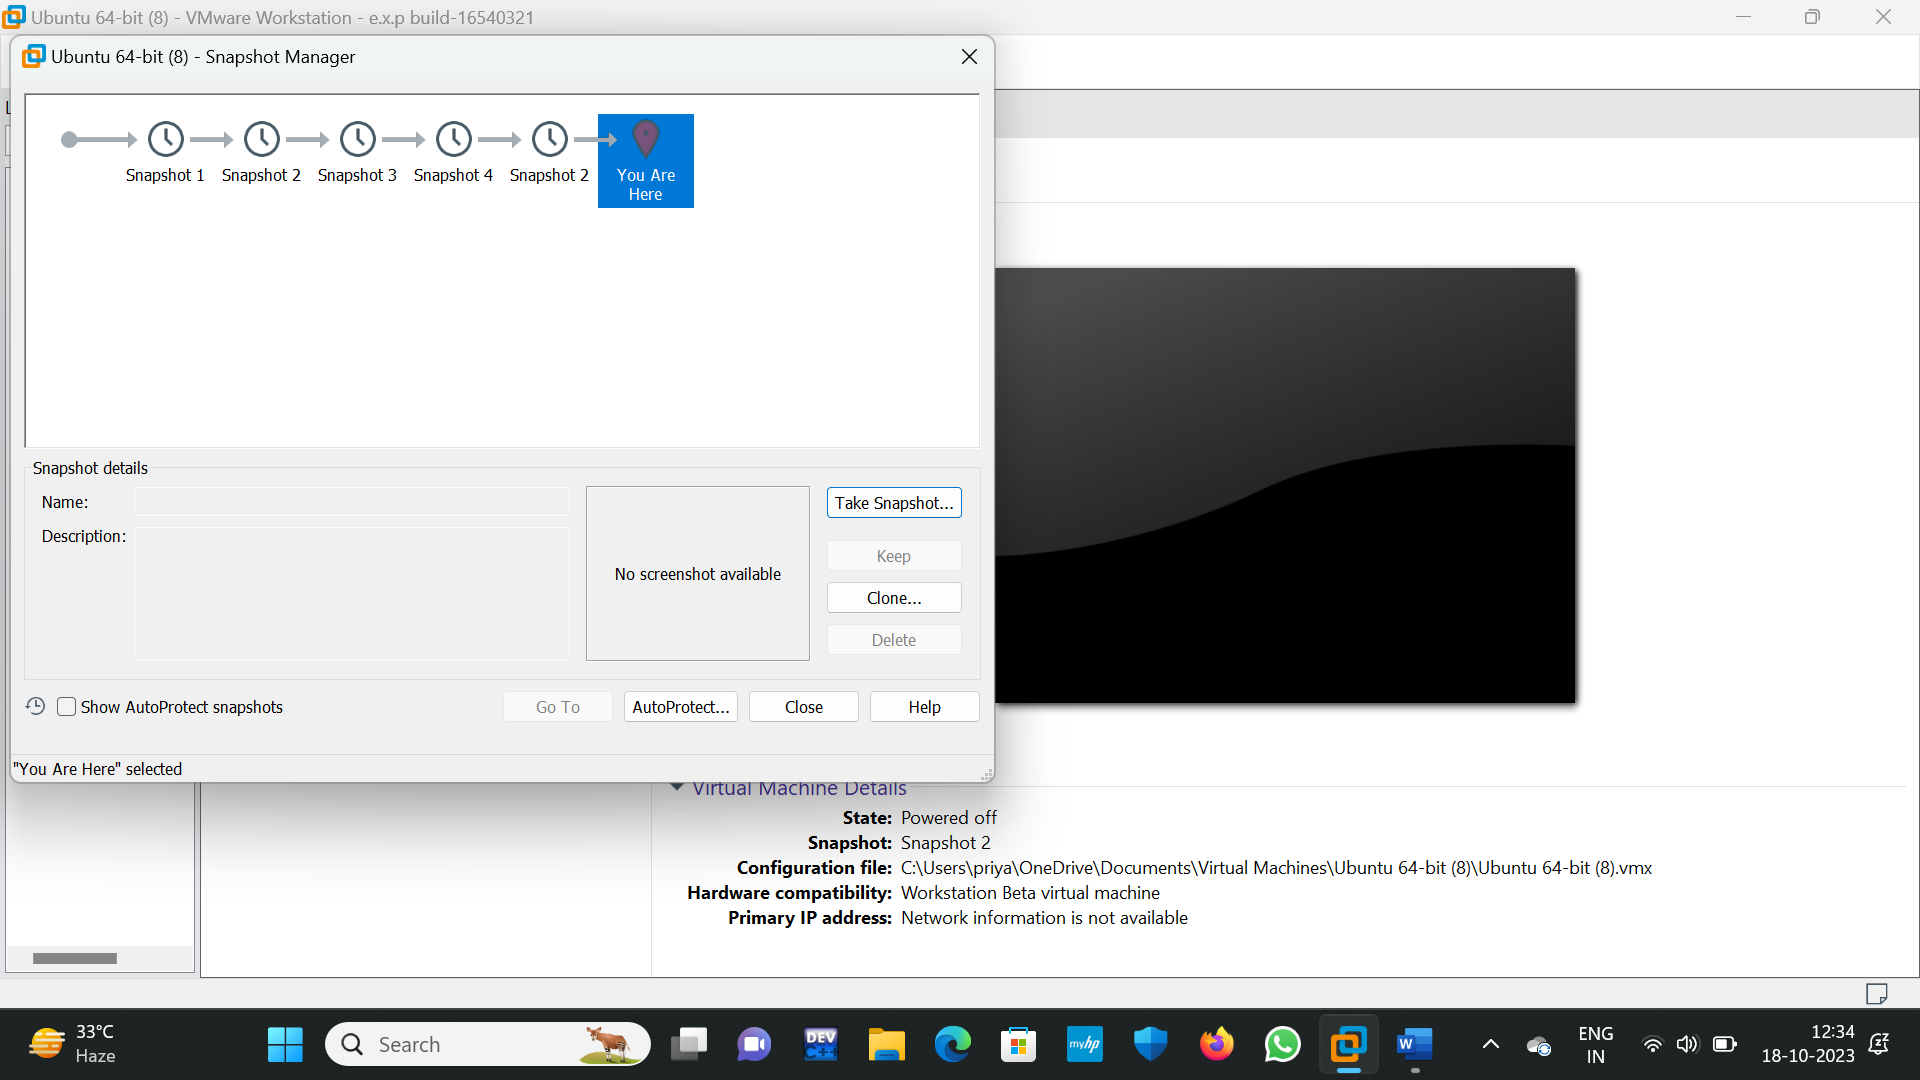 Ubuntu 64-bit (8) - VMware Workstation - e.x.p build-16540321
Ubuntu 64-bit (8) - Snapshot Manager
Snapshot 1
Snapshot 2
Snapshot 3
Snapshot 4
Snapshot 2
You Are
Here
Snapshot details
Name:
Description:
No screenshot available
Take Snapshot...
Keep
Clone...
Delete
Show AutoProtect snapshots
Go To
AutoProtect...
Close
Help
"You Are Here" selected
Virtual Machine Details
State: Powered off
Snapshot: Snapshot 2
Configuration file: C:\Users\priya\OneDrive\Documents\Virtual Machines\Ubuntu 64-bit (8)\Ubuntu 64-bit (8).vmx
Hardware compatibility: Workstation Beta virtual machine
Primary IP address: Network information is not available
33°C
Haze
Search
DEV
C++
myhp
W
ENG
IN
12:34
18-10-2023